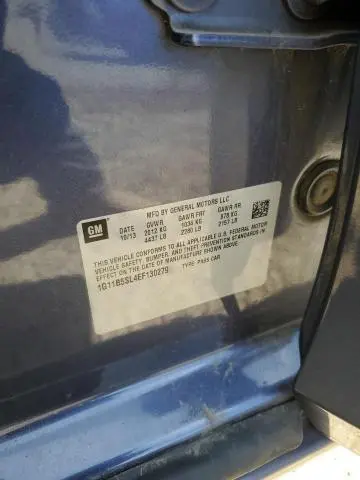 GM
MFD BY GENERAL MOTORS LLC
DATE GVWR GAWR FRT GAWR RR
10/13 2012 KG 1034 KG 978 KG
4437 LB 2280 LB 2157 LB
THIS VEHICLE CONFORMS TO ALL APPLICABLE U.S. FEDERAL MOTOR
VEHICLE SAFETY, BUMPER, AND THEFT PREVENTION STANDARDS IN
EFFECT ON THE DATE OF MANUFACTURE SHOWN ABOVE.
1G11B5SL4EF130279 TYPE: PASS CAR